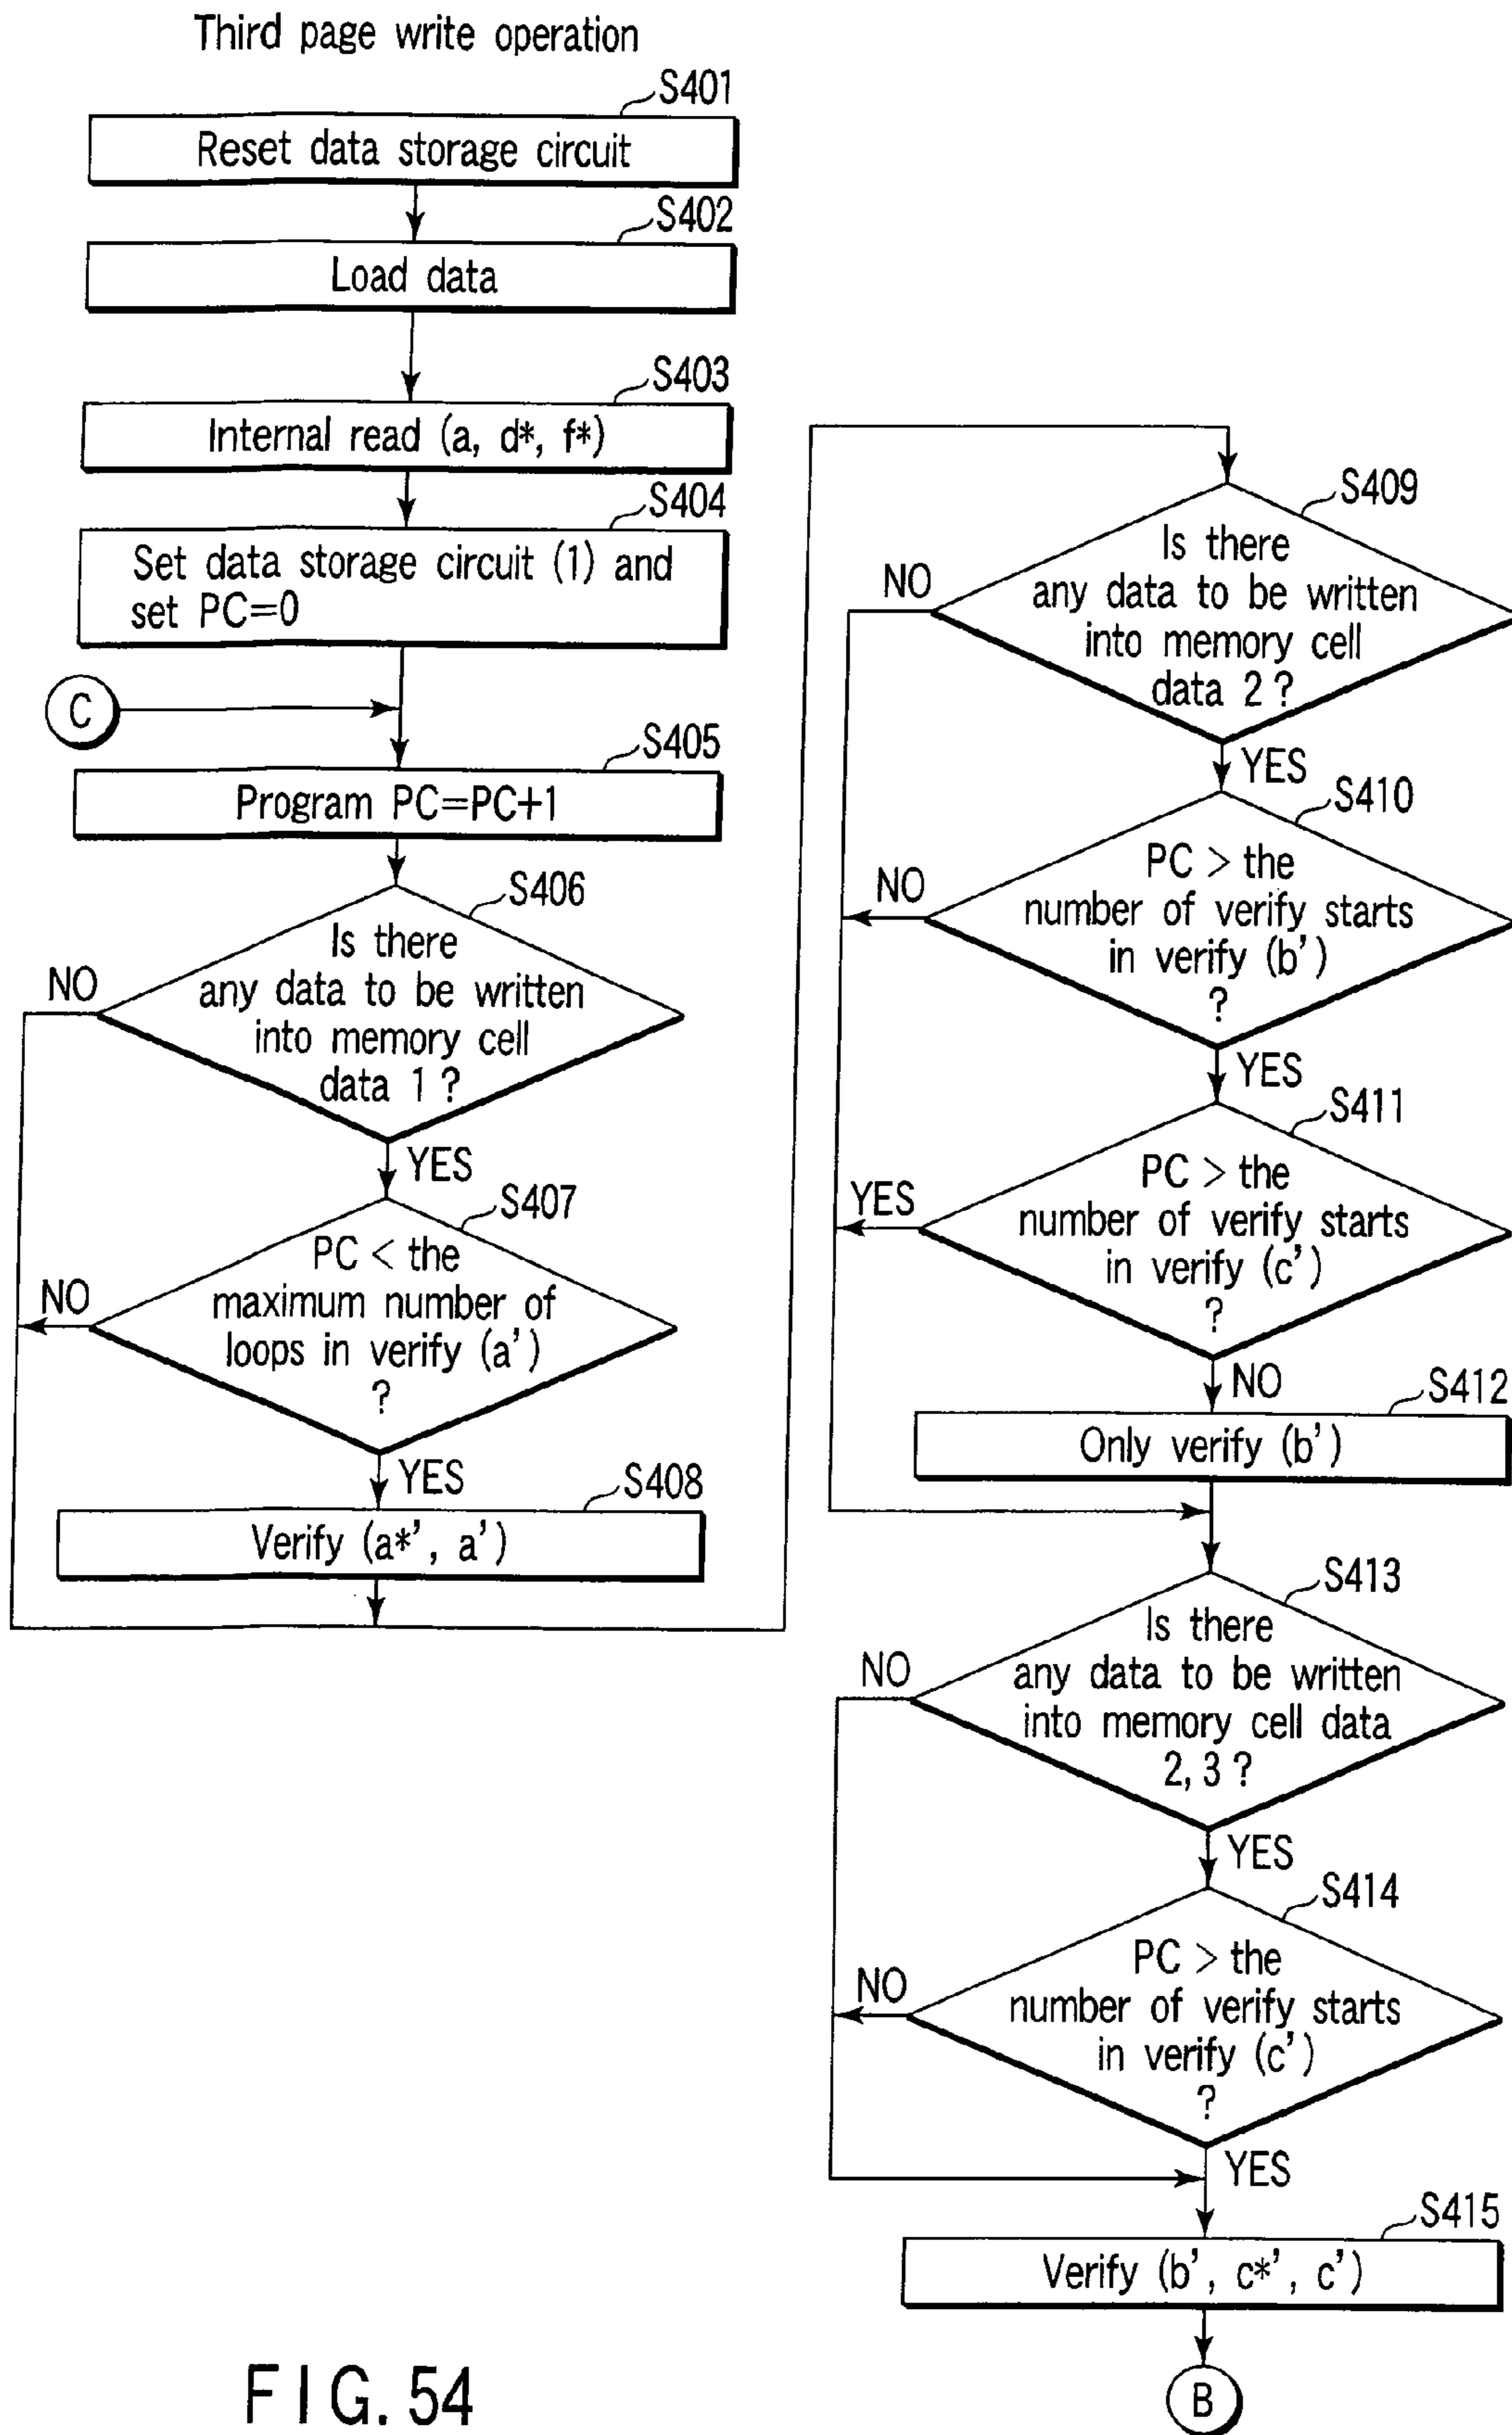 Third page write operation
S401
Reset data storage circuit
S402
Load data
S403
Internal read (a, d*, f*)
S404
Set data storage circuit (1) and
set PC=0
C
S405
Program PC=PC+1
S406
Is there
any data to be written
into memory cell
data 1 ?
NO
YES
S407
PC < the
maximum number of
loops in verify (a')
?
NO
YES
S408
Verify (a*', a')
S409
Is there
any data to be written
into memory cell
data 2 ?
NO
YES
S410
PC > the
number of verify starts
in verify (b')
?
NO
YES
S411
PC > the
number of verify starts
in verify (c')
?
YES
NO
S412
Only verify (b')
S413
Is there
any data to be written
into memory cell data
2, 3 ?
NO
YES
S414
PC > the
number of verify starts
in verify (c')
?
NO
YES
S415
Verify (b', c*', c')
B
FIG. 54